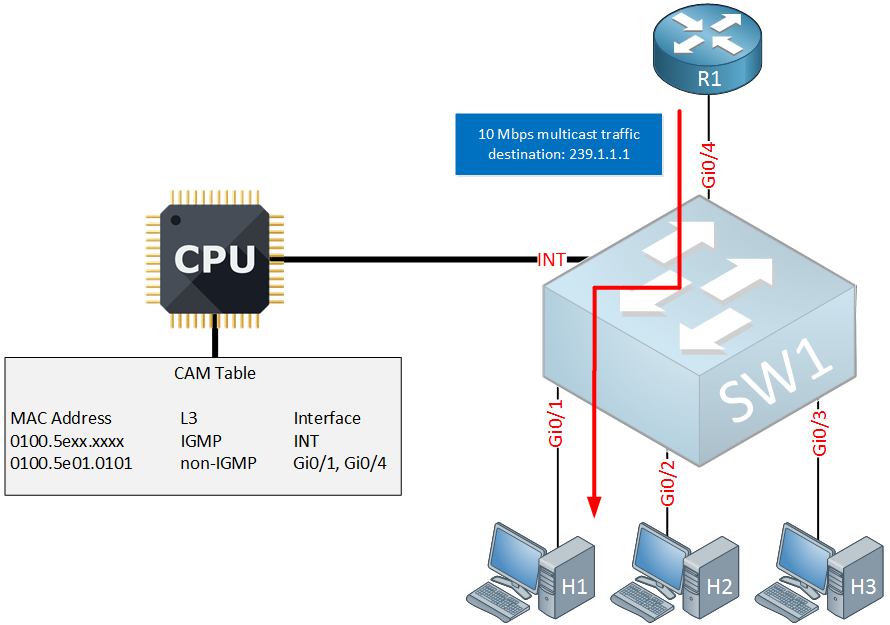 R1
10 Mbps multicast traffic
destination: 239.1.1.1
Gi0/4
CPU
INT
SW1
CAM Table
MAC Address L3 Interface
0100.5exx.xxxx IGMP INT
0100.5e01.0101 non-IGMP Gi0/1, Gi0/4
Gi0/1
Gi0/2
Gi0/3
H1
H2
H3